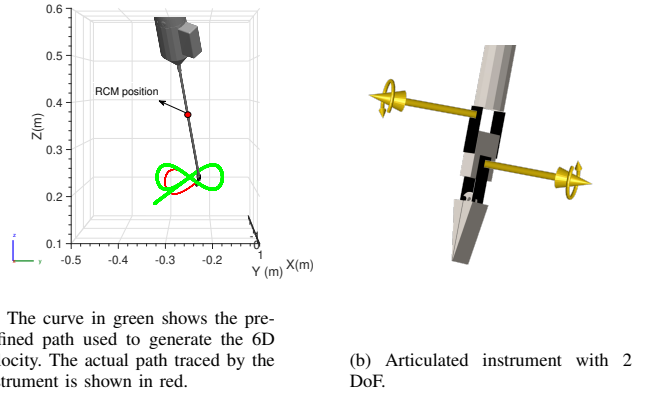 0.6
0.5
RCM position
0.4
Z(m)
0.3
0.2
0.1
-0.5 -0.4 -0.3 -0.2
-1
0
1
Y (m) X(m)
z
y
The curve in green shows the pre-
fined path used to generate the 6D
ocity. The actual path traced by the
strument is shown in red.
(b) Articulated instrument with 2
DoF.